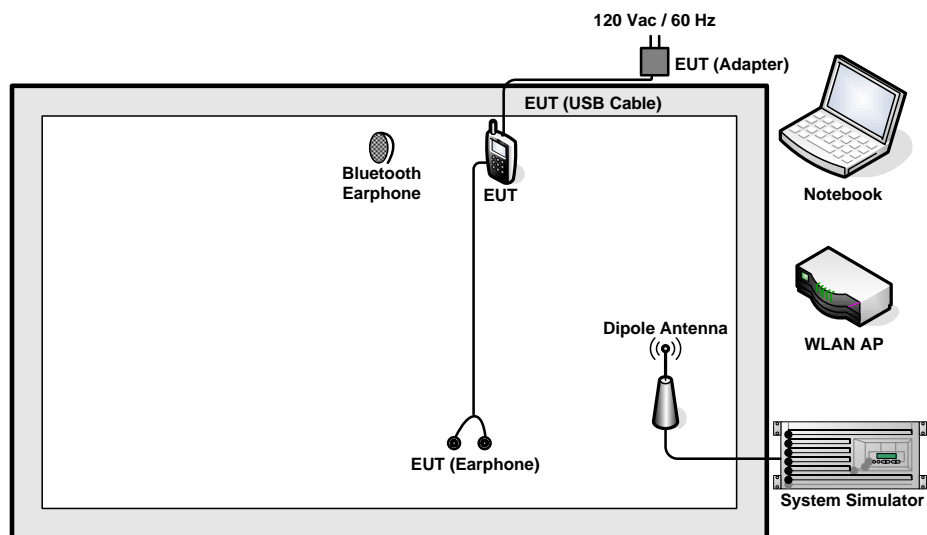 120 Vac / 60 Hz
EUT (Adapter)
EUT (USB Cable)
Bluetooth
Earphone
EUT
Notebook
Dipole Antenna
WLAN AP
EUT (Earphone)
System Simulator